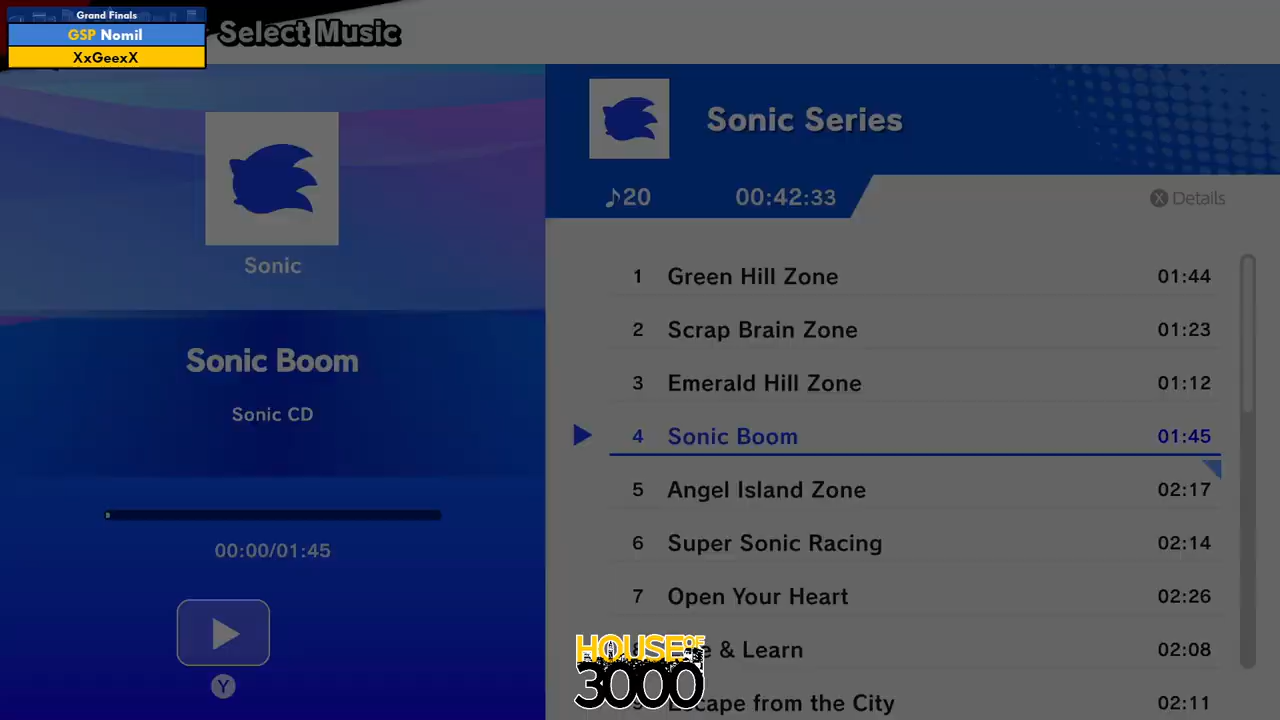 Grand Finals
GSP Nomil
XxGeexX
Select Music
Sonic
Sonic Boom
Sonic CD
00:00/01:45
Y
Sonic Series
♪20 00:42:33
X Details
1 Green Hill Zone 01:44
2 Scrap Brain Zone 01:23
3 Emerald Hill Zone 01:12
4 Sonic Boom 01:45
5 Angel Island Zone 02:17
6 Super Sonic Racing 02:14
7 Open Your Heart 02:26
& Learn 02:08
Escape from the City 02:11
HOUSE OF
3000